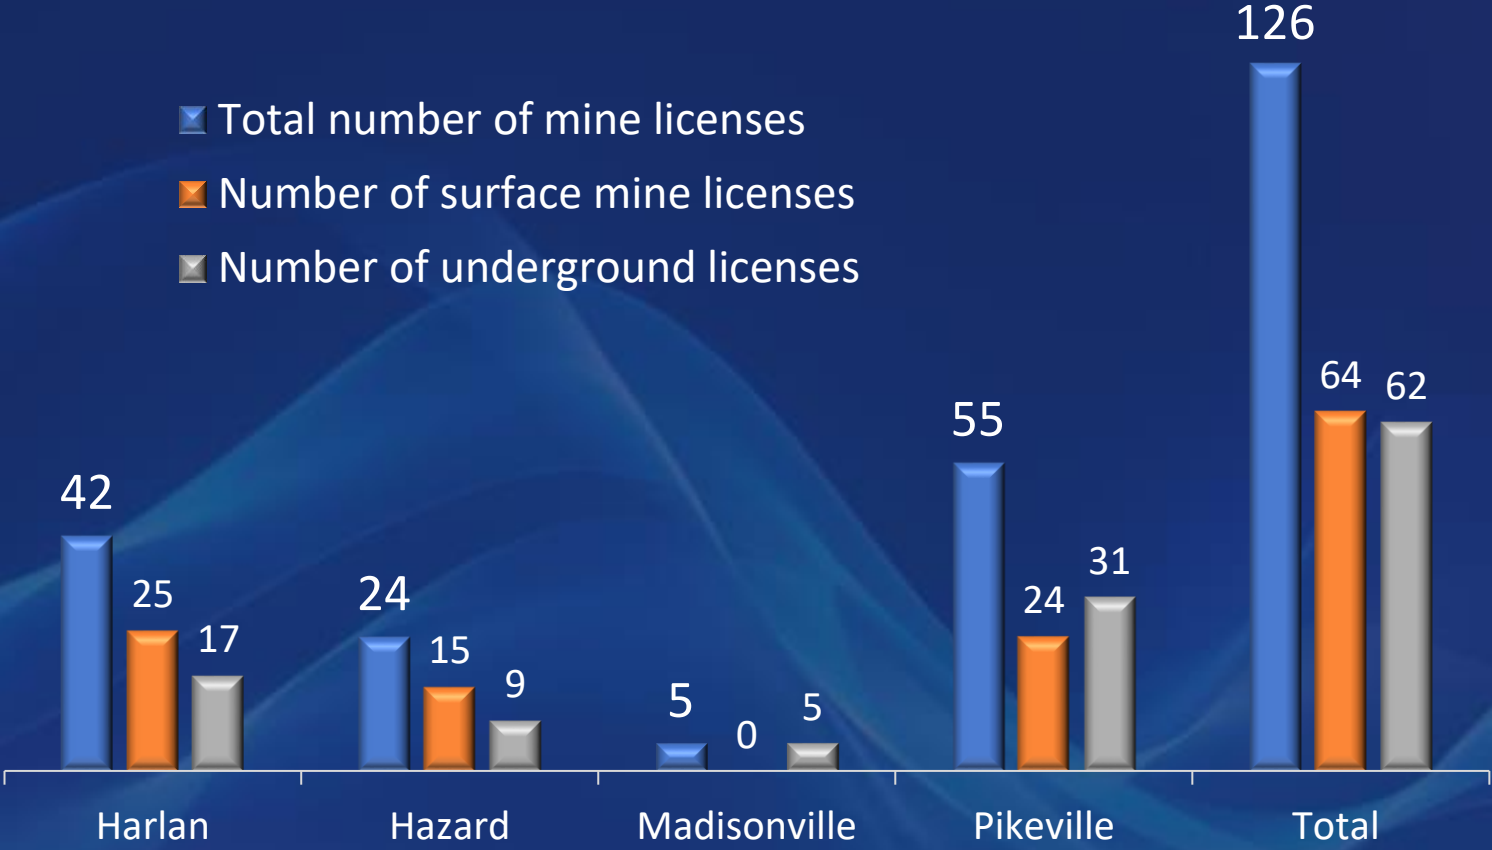 126
Total number of mine licenses
Number of surface mine licenses
Number of underground licenses
64
62
55
42
31
25
24
24
17
15
9
5
5
0
Harlan
Hazard
Madisonville
Pikeville
Total